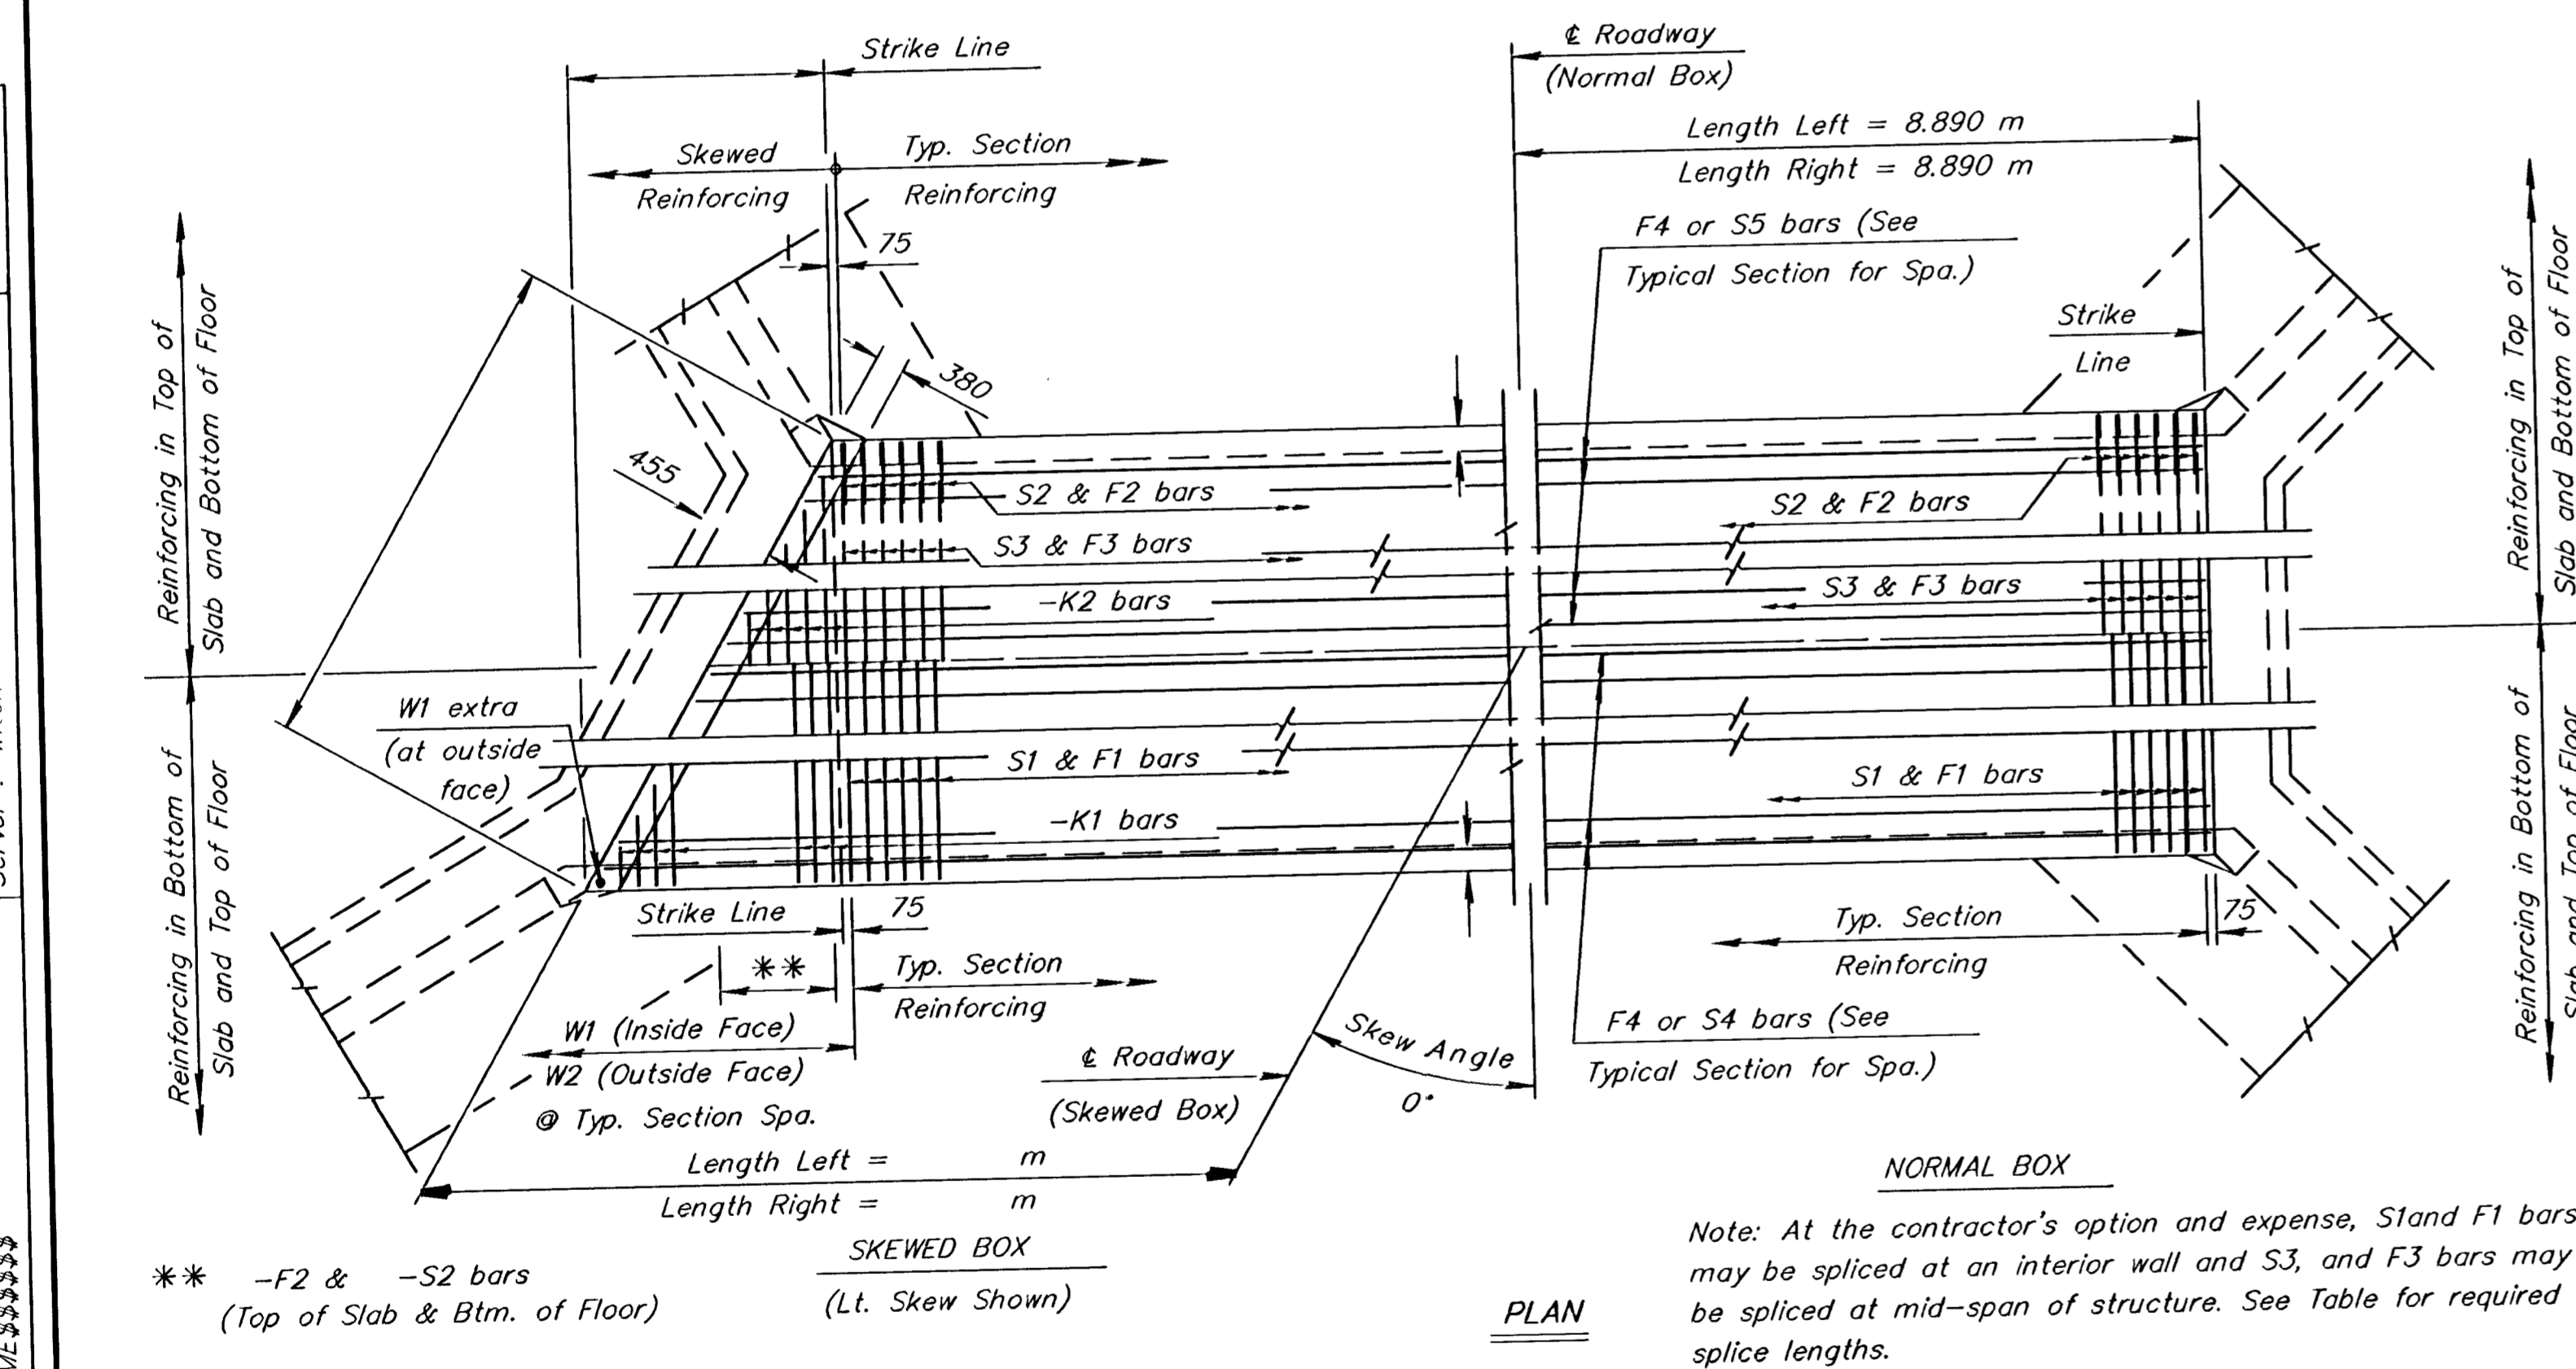 Strike Line
℄ Roadway
(Normal Box)
Length Left = 8.890 m
Length Right = 8.890 m
Skewed
Reinforcing
Typ. Section
Reinforcing
75
F4 or S5 bars (See
Typical Section for Spa.)
Strike
Line
380
455
Reinforcing in Top of
Slab and Bottom of Floor
Reinforcing in Top of
Slab and Bottom of Floor
S2 & F2 bars
S2 & F2 bars
S3 & F3 bars
S3 & F3 bars
-K2 bars
W1 extra
(at outside
face)
S1 & F1 bars
S1 & F1 bars
-K1 bars
Reinforcing in Bottom of
Slab and Top of Floor
Reinforcing in Bottom of
Slab and Top of Floor
Strike Line
75
**
Typ. Section
Reinforcing
W1 (Inside Face)
W2 (Outside Face)
@ Typ. Section Spa.
℄ Roadway
(Skewed Box)
Skew Angle
0°
Typ. Section
Reinforcing
75
F4 or S4 bars (See
Typical Section for Spa.)
Length Left = m
Length Right = m
SKEWED BOX
(Lt. Skew Shown)
** -F2 & -S2 bars
(Top of Slab & Btm. of Floor)
NORMAL BOX
Note: At the contractor's option and expense, S1and F1 bars
may be spliced at an interior wall and S3, and F3 bars may
be spliced at mid-span of structure. See Table for required
splice lengths.
PLAN